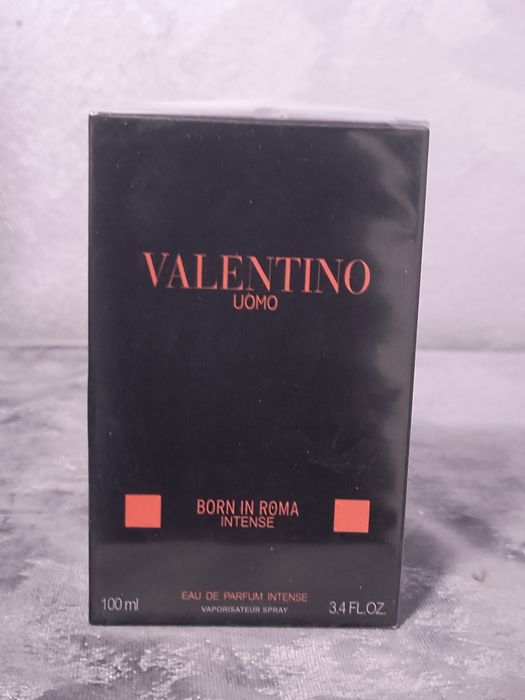 VALENTINO
UOMO
BORN IN ROMA
INTENSE
EAU DE PARFUM INTENSE
100 ml VAPORISATEUR SPRAY 3.4 FL.OZ.